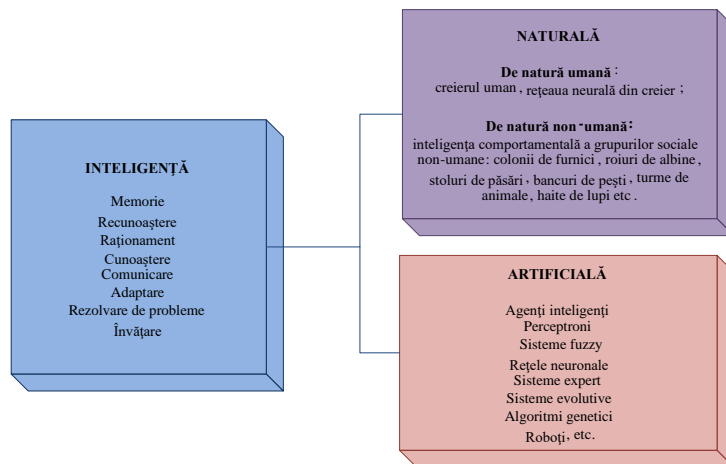 INTELIGENȚĂ
Memorie
Recunoaștere
Raționament
Cunoaștere
Comunicare
Adaptare
Rezolvare de probleme
Învățare
NATURALĂ
De natură umană :
creierul uman, rețeaua neurală din creier ;
De natură non-umană:
inteligența comportamentală a grupurilor sociale
non-umane: colonii de furnici, roiuri de albine,
stoluri de păsări, bancuri de pești, turme de
animale, haite de lupi etc.
ARTIFICIALĂ
Agenți inteligenți
Perceptroni
Sisteme fuzzy
Rețele neuronale
Sisteme expert
Sisteme evolutive
Algoritmi genetici
Roboți, etc.